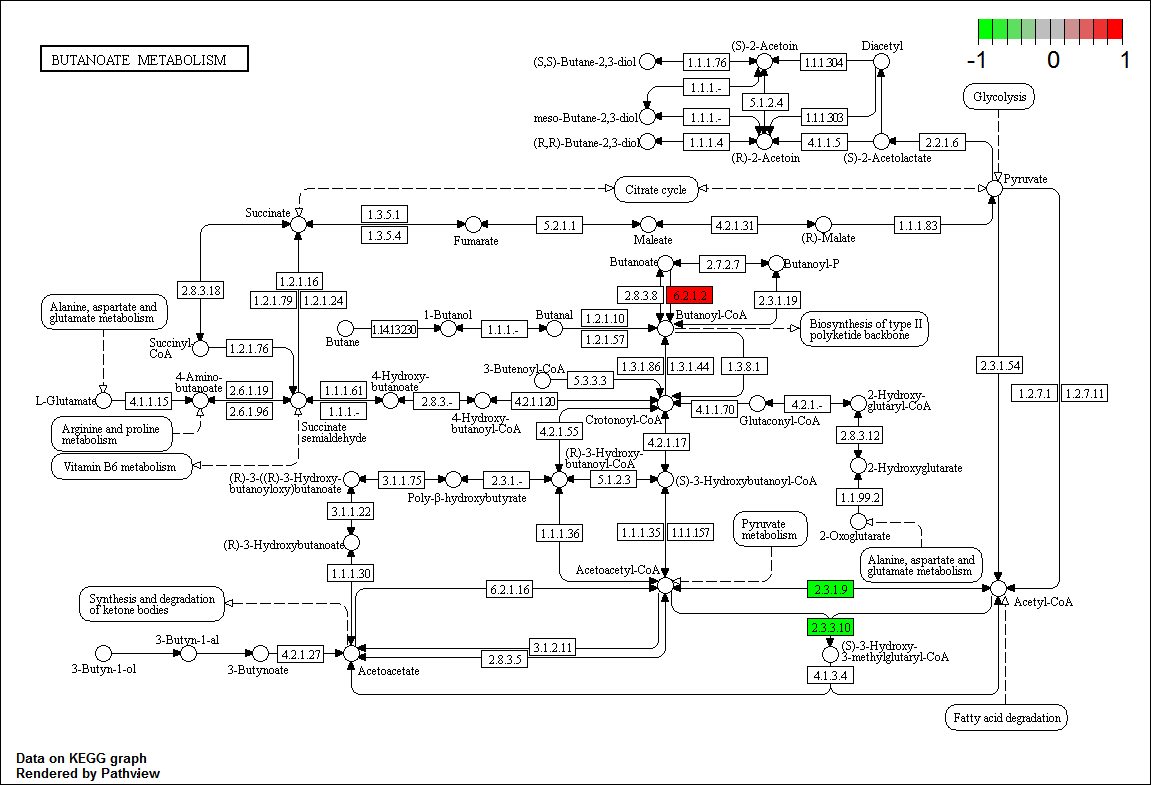 BUTANOATE METABOLISM
-1 0 1
(S)-2-Acetoin
Diacetyl
(S,S)-Butane-2,3-diol
1.1.1.76
1.1.1.304
1.1.1.-
5.1.2.4
Glycolysis
meso-Butane-2,3-diol
1.1.1.-
1.1.1.303
(R,R)-Butane-2,3-diol
1.1.1.4
4.1.1.5
2.2.1.6
(R)-2-Acetoin
(S)-2-Acetolactate
Pyruvate
Citrate cycle
Succinate
1.3.5.1
1.3.5.4
Fumarate
5.2.1.1
Maleate
4.2.1.31
(R)-Malate
1.1.1.83
Butanoate
2.7.2.7
Butanoyl-P
1.2.1.16
2.8.3.18
1.2.1.79
1.2.1.24
2.8.3.8
6.2.1.2
2.3.1.19
Alanine, aspartate and
glutamate metabolism
1-Butanol
Butanal
1.2.1.10
Butanoyl-CoA
1.14.13.230
1.1.1.-
1.2.1.57
Butane
Biosynthesis of type II
polyketide backbone
Succinyl
CoA
1.2.1.76
3-Butenoyl-CoA
1.3.1.86
1.3.1.44
1.3.8.1
2.3.1.54
5.3.3.3
4-Amino-
butanoate
2.6.1.19
1.1.1.61
4-Hydroxy-
butanoate
1.2.7.1
1.2.7.11
L-Glutamate
4.1.1.15
2.6.1.96
1.1.1.-
2.8.3.-
4.2.1.120
4.1.1.70
4.2.1.-
2-Hydroxy-
glutaryl-CoA
4-Hydroxy-
butanoyl-CoA
Crotonoyl-CoA
Glutaconyl-CoA
Arginine and proline
metabolism
Succinate
semialdehyde
4.2.1.55
4.2.1.17
2.8.3.12
Vitamin B6 metabolism
(R)-3-Hydroxy-
butanoyl-CoA
2-Hydroxyglutarate
(R)-3-((R)-3-Hydroxy-
butanoyloxy)butanoate
3.1.1.75
2.3.1.-
5.1.2.3
(S)-3-Hydroxybutanoyl-CoA
Poly-β-hydroxybutyrate
1.1.99.2
3.1.1.22
1.1.1.36
1.1.1.35
1.1.1.157
Pyruvate
metabolism
2-Oxoglutarate
(R)-3-Hydroxybutanoate
Alanine, aspartate and
glutamate metabolism
Acetoacetyl-CoA
1.1.1.30
6.2.1.16
2.3.1.9
Acetyl-CoA
Synthesis and degradation
of ketone bodies
2.3.3.10
3-Butyn-1-al
3.1.2.11
(S)-3-Hydroxy-
3-methylglutaryl-CoA
4.2.1.27
2.8.3.5
3-Butyn-1-ol
3-Butynoate
Acetoacetate
4.1.3.4
Fatty acid degradation
Data on KEGG graph
Rendered by Pathview